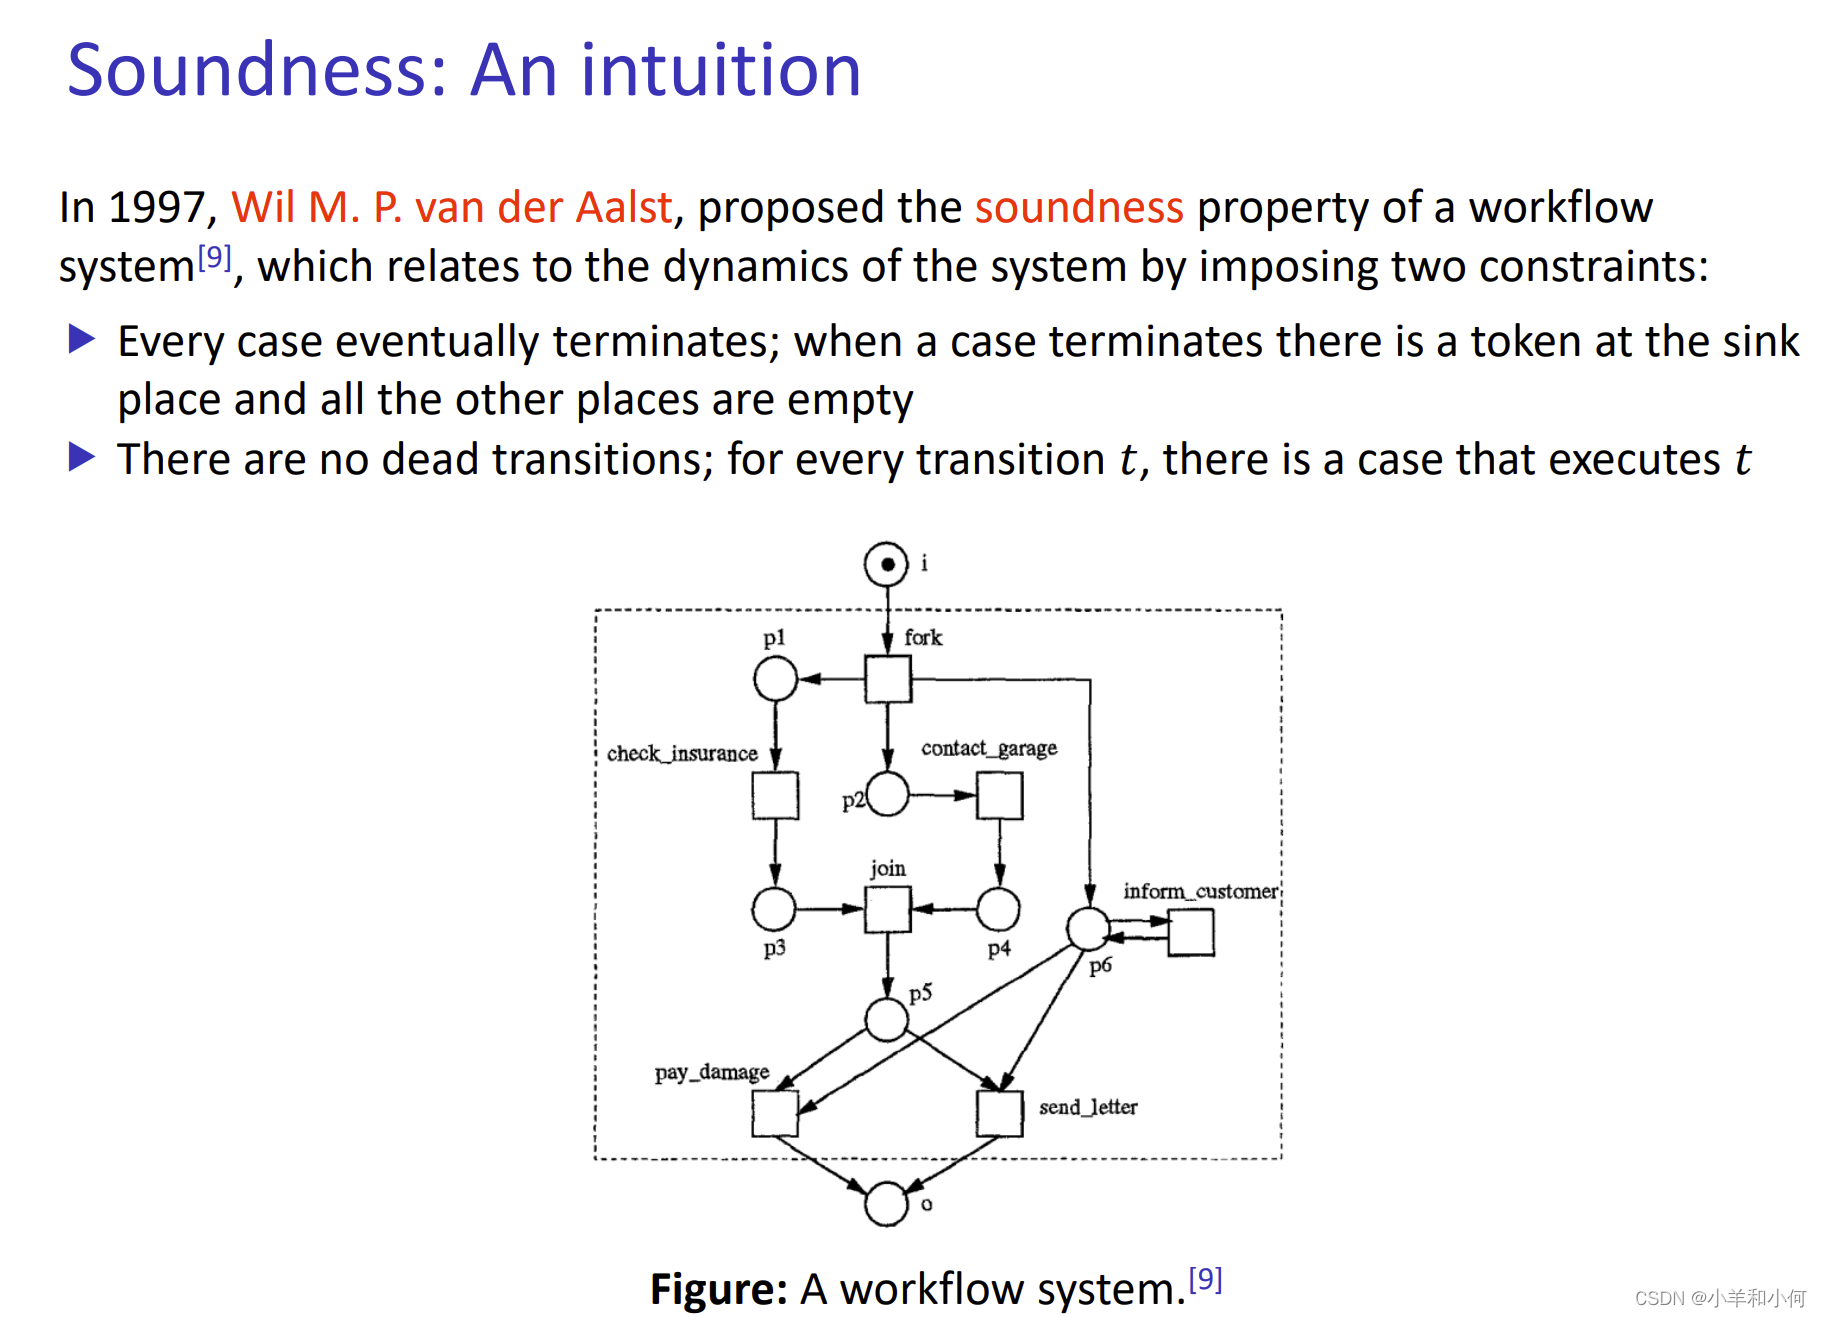 Soundness: An intuition
In 1997, Wil M. P. van der Aalst, proposed the soundness property of a workflow
system[9], which relates to the dynamics of the system by imposing two constraints:
Every case eventually terminates; when a case terminates there is a token at the sink
place and all the other places are empty
There are no dead transitions; for every transition t, there is a case that executes t
i
p1
fork
check_insurance
contact_garage
p2
join
inform_customer
p3
p4
p6
p5
pay_damage
send_letter
o
Figure: A workflow system.[9]
CSDN @小羊和小何